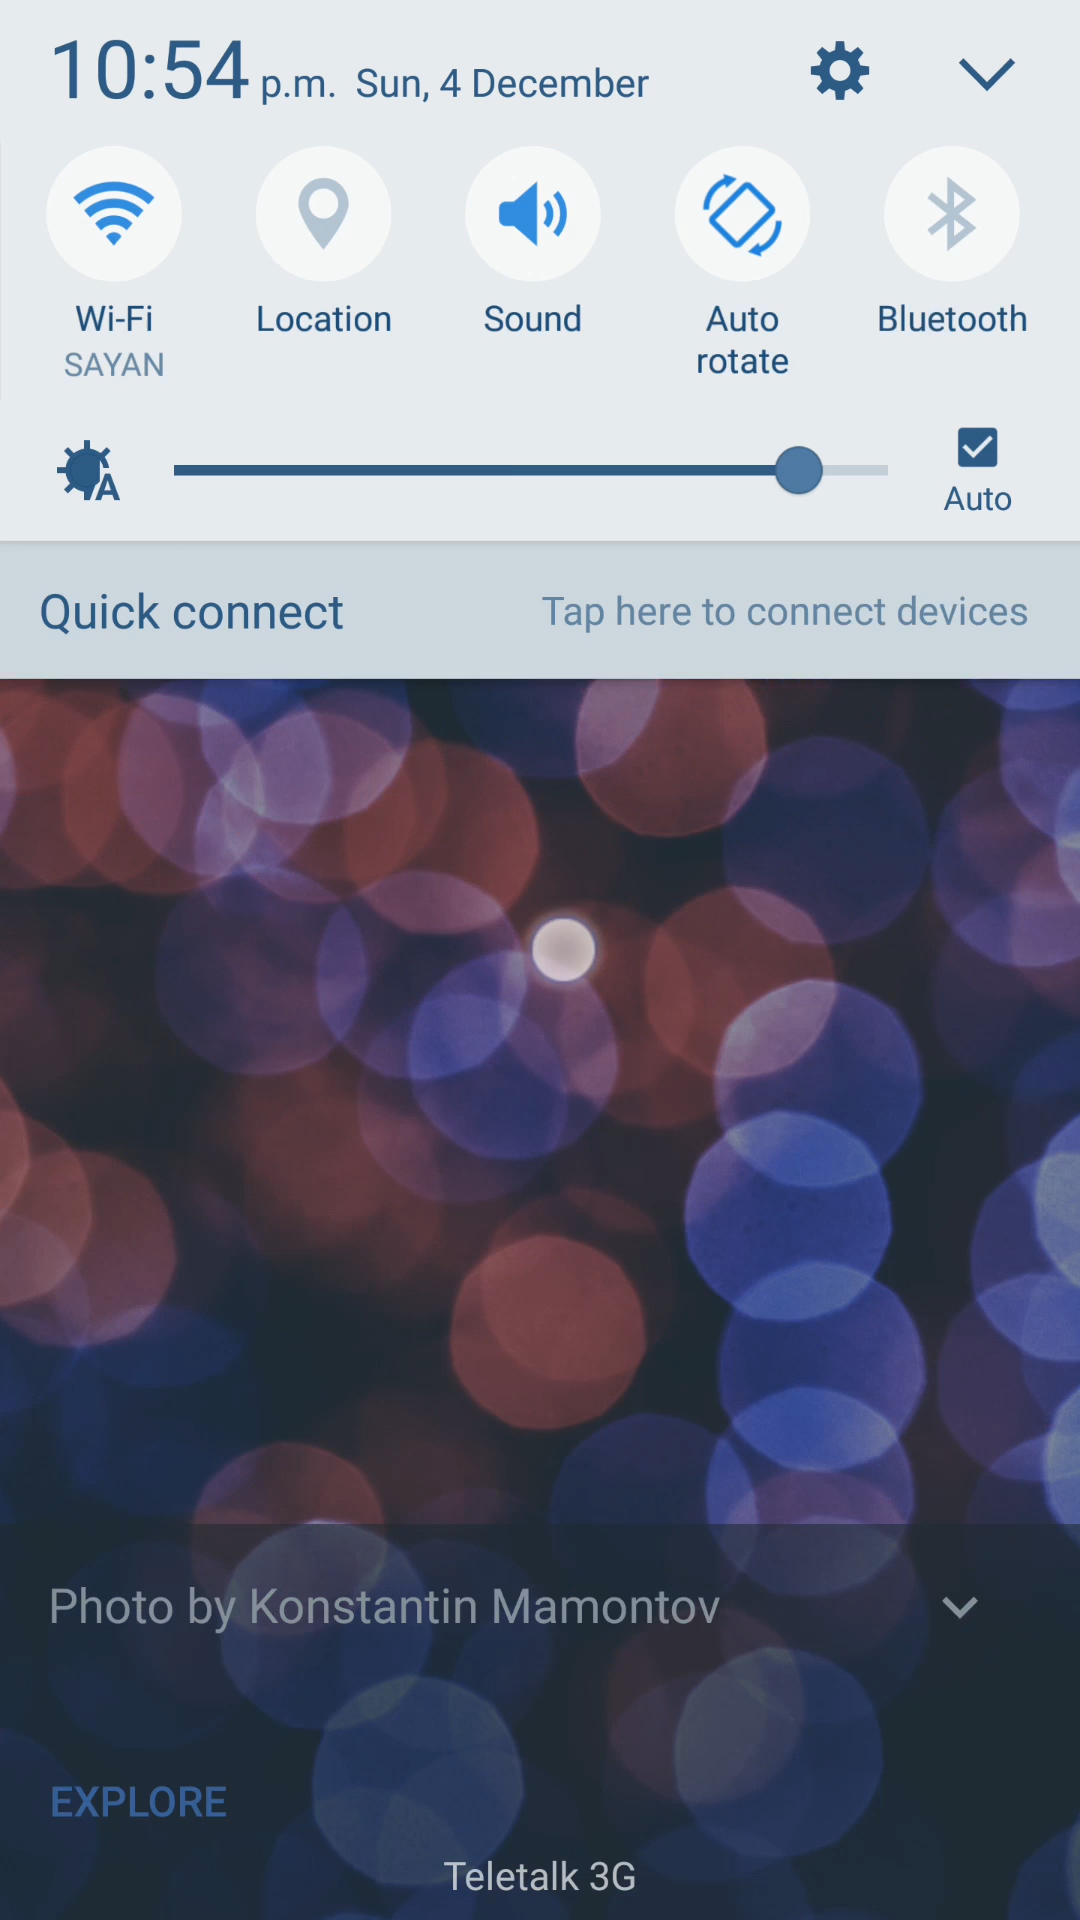 10:54 p.m. Sun, 4 December
Wi-Fi
SAYAN
Location
Sound
Auto
rotate
Bluetooth
A
Auto
Quick connect
Tap here to connect devices
Photo by Konstantin Mamontov
EXPLORE
Teletalk 3G